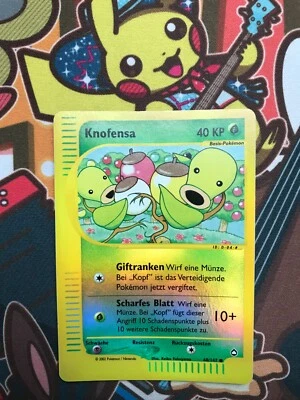 Knofensa
40 KP
Basis-Pokémon
Giftranken Wirf eine Münze.
Bei „Kopf" ist das Verteidigende
Pokémon jetzt vergiftet.
Scharfes Blatt Wirf eine Münze.
Bei „Kopf" fügt dieser
Angriff 10 Schadenspunkte plus
10 weitere Schadenspunkte zu.
10+
Schwäche
Resistenz
Rückzugskosten